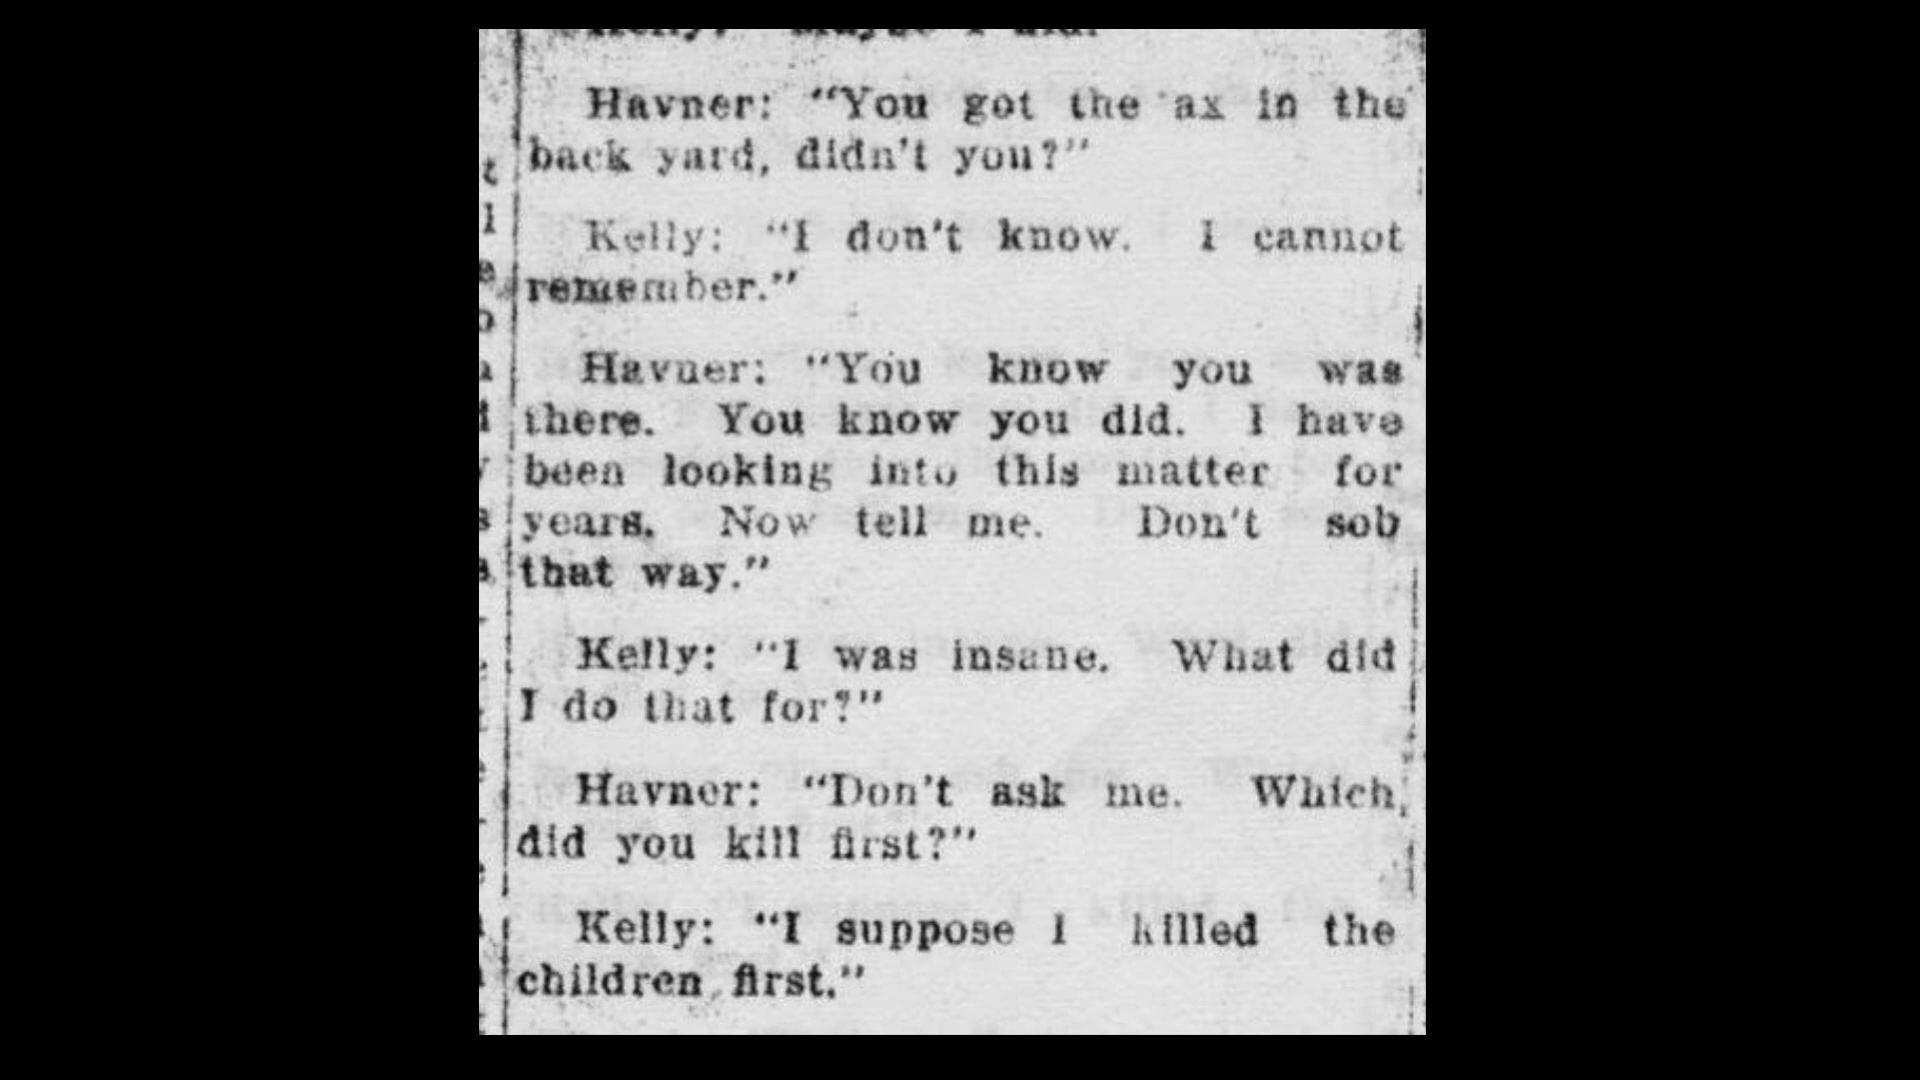 Kelly: "Maybe I did."
Havner: "You got the ax in the
back yard, didn't you?"
Kelly: "I don't know. I cannot
remember."
Havner: "You know you was
there. You know you did. I have
been looking into this matter for
years. Now tell me. Don't sob
that way."
Kelly: "I was insane. What did
I do that for?"
Havner: "Don't ask me. Which
did you kill first?"
Kelly: "I suppose I killed the
children first."